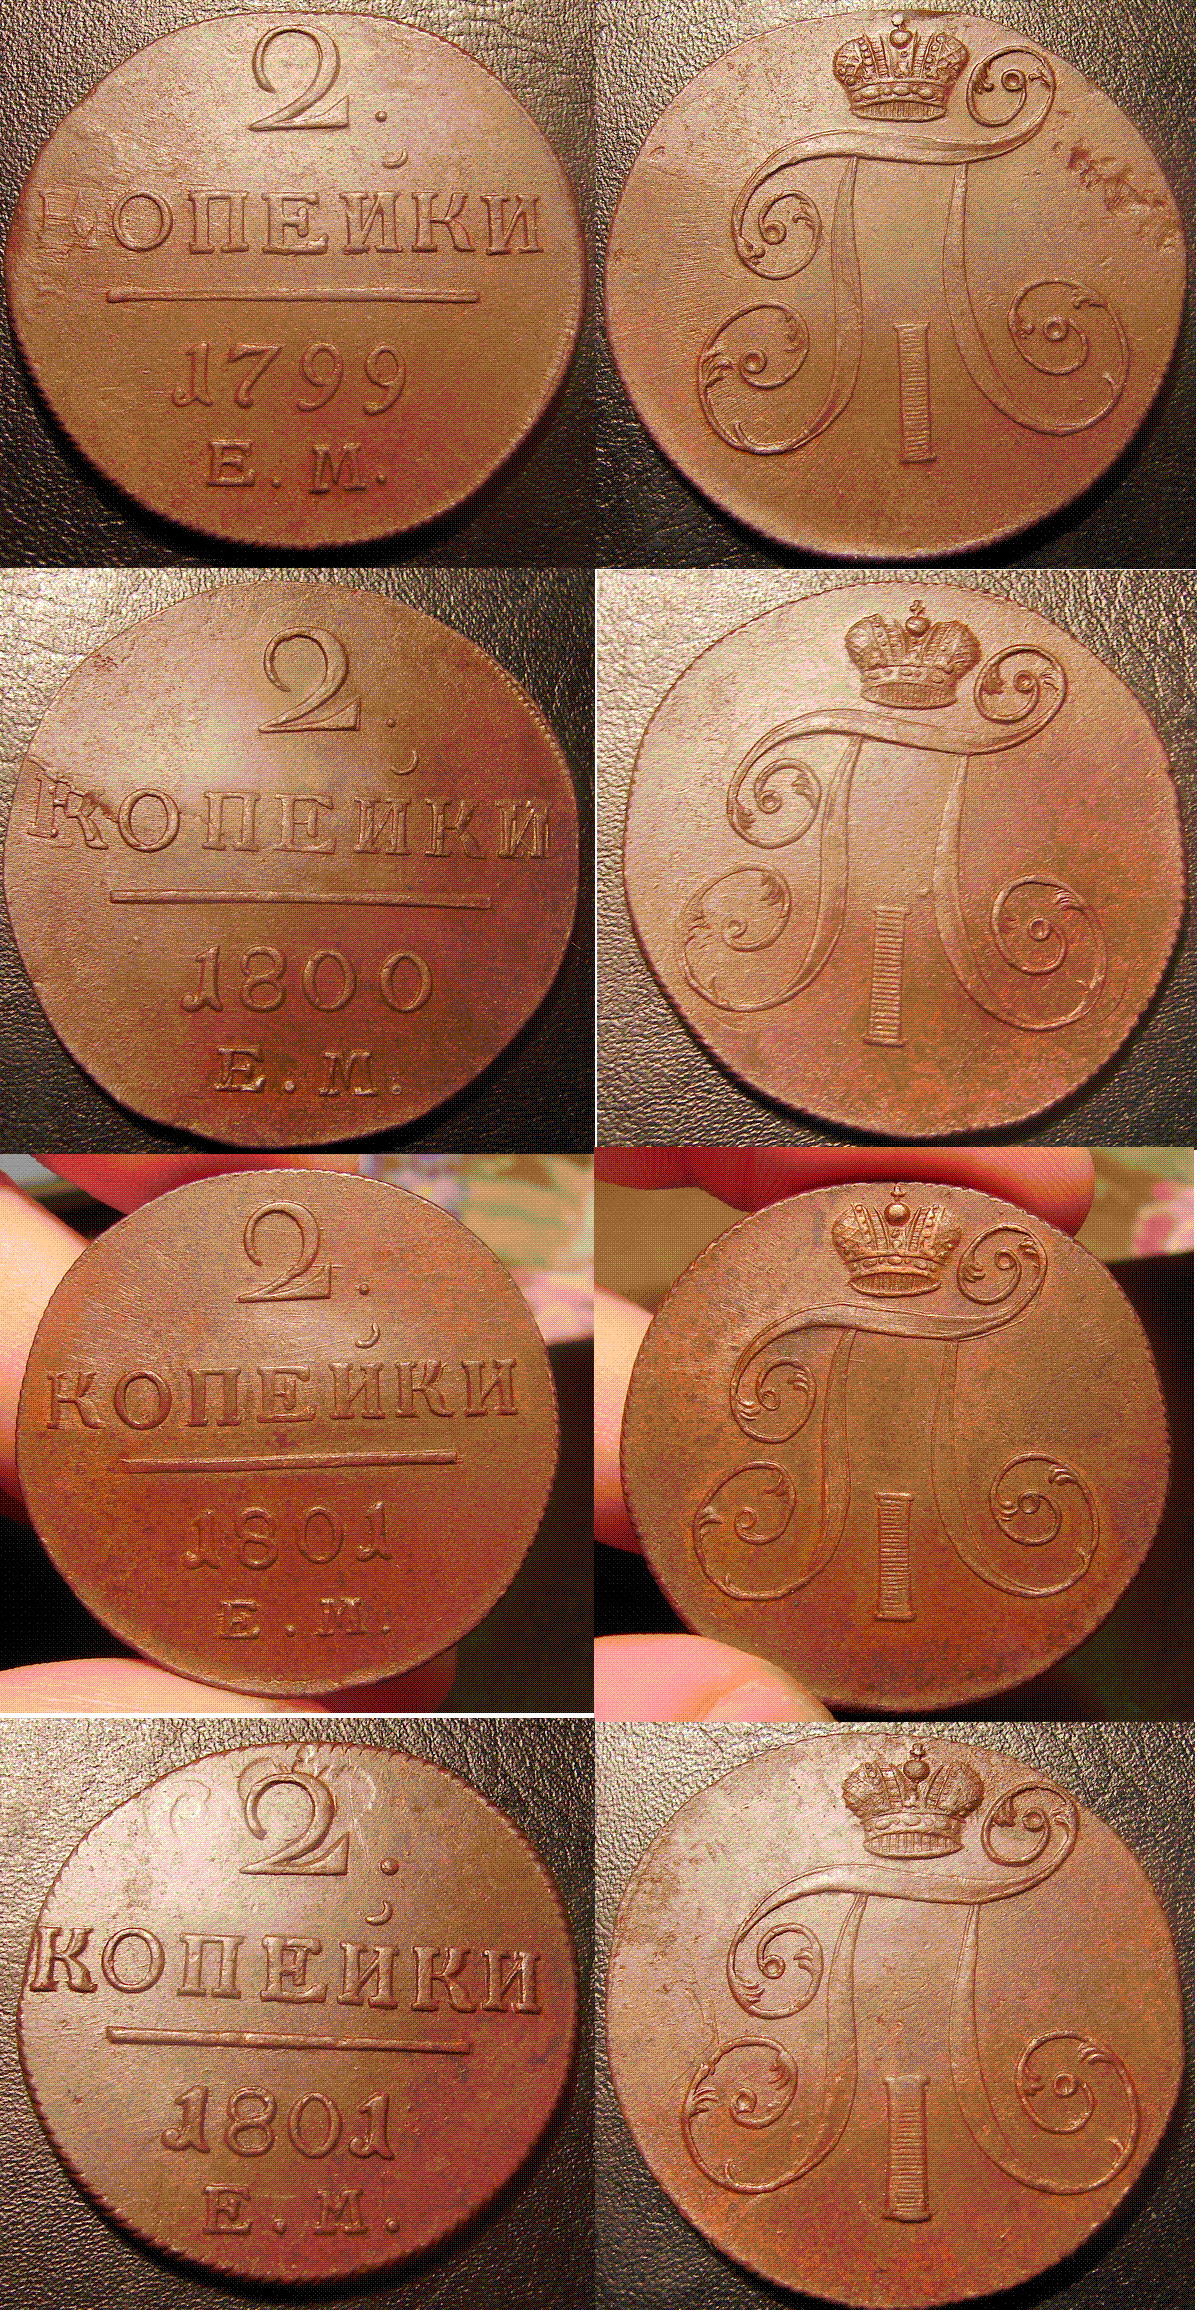 2.
КОПЕЙКИ
1799
Е.М.
П
I
2.
КОПЕЙКИ
1800
Е.М.
П
I
2.
КОПЕЙКИ
1801
Е.М.
П
I
2.
КОПЕЙКИ
1801
Е.М.
П
I